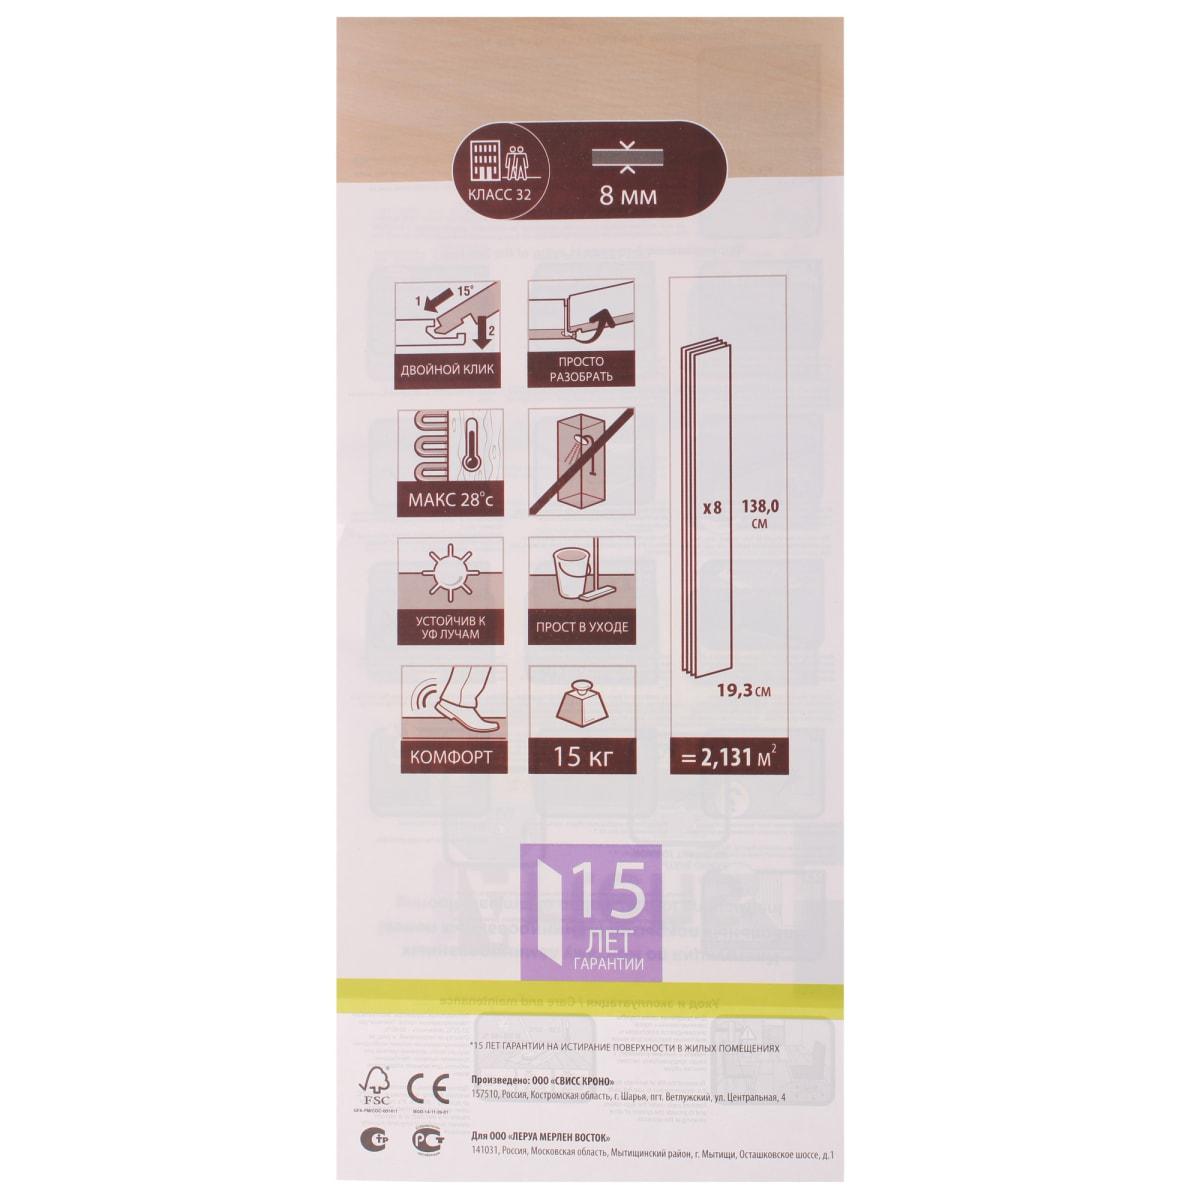 КЛАСС 32
8 мм
1 15° 2
ДВОЙНОЙ КЛИК
ПРОСТО
РАЗОБРАТЬ
МАКС 28°с
УСТОЙЧИВ К
УФ ЛУЧАМ
ПРОСТ В УХОДЕ
КОМФОРТ
15 кг
x 8
138,0
СМ
19,3 СМ
= 2,131 м²
15
ЛЕТ
ГАРАНТИИ
*15 ЛЕТ ГАРАНТИИ НА ИСТИРАНИЕ ПОВЕРХНОСТИ В ЖИЛЫХ ПОМЕЩЕНИЯХ
FSC
CE
Произведено: ООО «СВИСС КРОНО»
157510, Россия, Костромская область, г. Шарья, пгт. Ветлужский, ул. Центральная, 4
Для ООО «ЛЕРУА МЕРЛЕН ВОСТОК»
141031, Россия, Московская область, Мытищинский район, г. Мытищи, Осташковское шоссе, д.1